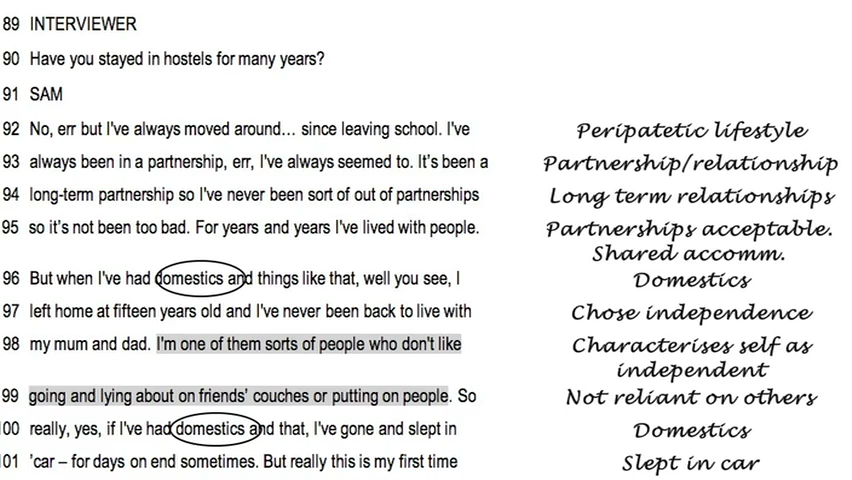 89 INTERVIEWER
90 Have you stayed in hostels for many years?
91 SAM
92 No, err but I've always moved around… since leaving school. I've Peripatetic lifestyle
93 always been in a partnership, err, I've always seemed to. It's been a Partnership/relationship
94 long-term partnership so I've never been sort of out of partnerships Long term relationships
95 so it's not been too bad. For years and years I've lived with people. Partnerships acceptable.
Shared accomm.
96 But when I've had domestics and things like that, well you see, I Domestics
97 left home at fifteen years old and I've never been back to live with Chose independence
98 my mum and dad. I'm one of them sorts of people who don't like Characterises self as
independent
99 going and lying about on friends' couches or putting on people. So Not reliant on others
100 really, yes, if I've had domestics and that, I've gone and slept in Domestics
101 'car – for days on end sometimes. But really this is my first time Slept in car